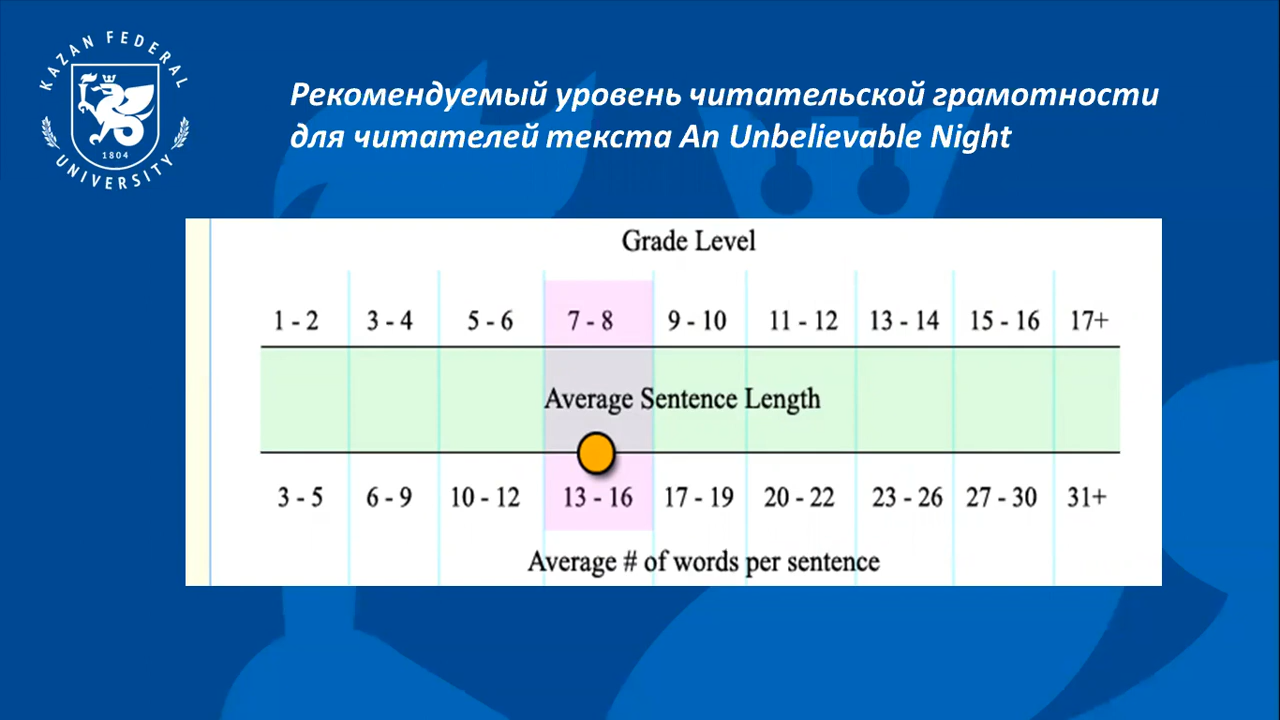 KAZAN FEDERAL
1804
UNIVERSITY
Рекомендуемый уровень читательской грамотности
для читателей текста An Unbelievable Night
Grade Level
1 - 2 3 - 4 5 - 6 7 - 8 9 - 10 11 - 12 13 - 14 15 - 16 17+
Average Sentence Length
3 - 5 6 - 9 10 - 12 13 - 16 17 - 19 20 - 22 23 - 26 27 - 30 31+
Average # of words per sentence